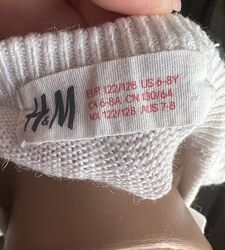 H&M
EUR 122/128 US 6-8Y
CA 6-8A CN 130/64
MX 122/128 AUS 7-8